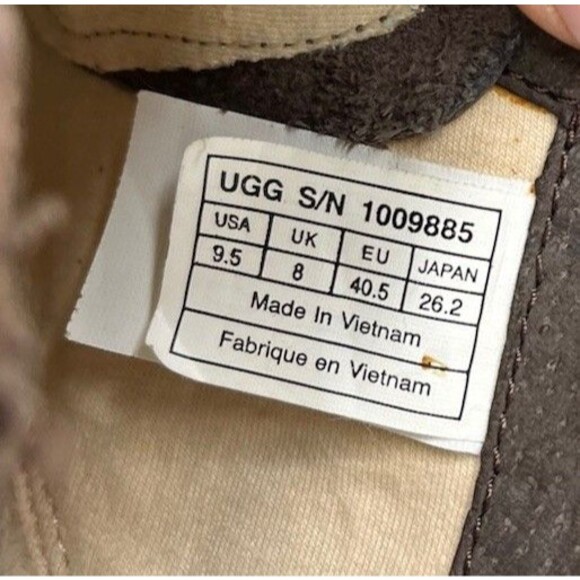 UGG S/N 1009885
USA UK EU JAPAN
9.5 8 40.5 26.2
Made In Vietnam
Fabrique en Vietnam